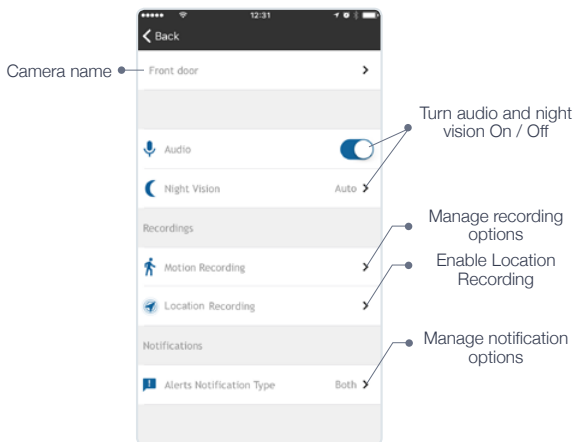 12:31
Back
Camera name
Front door
Turn audio and night
vision On / Off
Audio
Night Vision
Auto
Recordings
Manage recording
options
Motion Recording
Enable Location
Recording
Location Recording
Notifications
Manage notification
options
Alerts Notification Type
Both